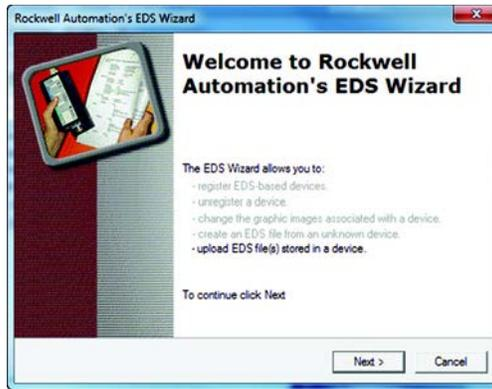 Rockwell Automation's EDS Wizard
Welcome to Rockwell
Automation's EDS Wizard
The EDS Wizard allows you to:
- register EDS-based devices.
- unregister a device.
- change the graphic images associated with a device.
- create an EDS file from an unknown device.
- upload EDS file(s) stored in a device.
To continue click Next
Next >
Cancel